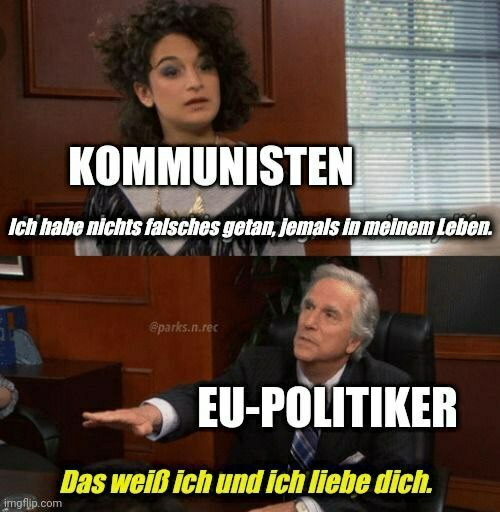 KOMMUNISTEN
Ich habe nichts falsches getan, jemals in meinem Leben.
@parks.n.rec
EU-POLITIKER
Das weiß ich und ich liebe dich.
imgflip.com